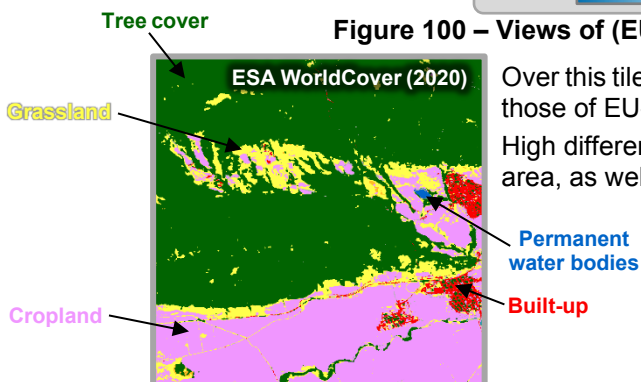 Tree cover
Figure 100 – Views of (EU
ESA WorldCover (2020)
Over this tile
those of EU
Grassland
High differen
area, as well
Permanent
water bodies
Built-up
Cropland